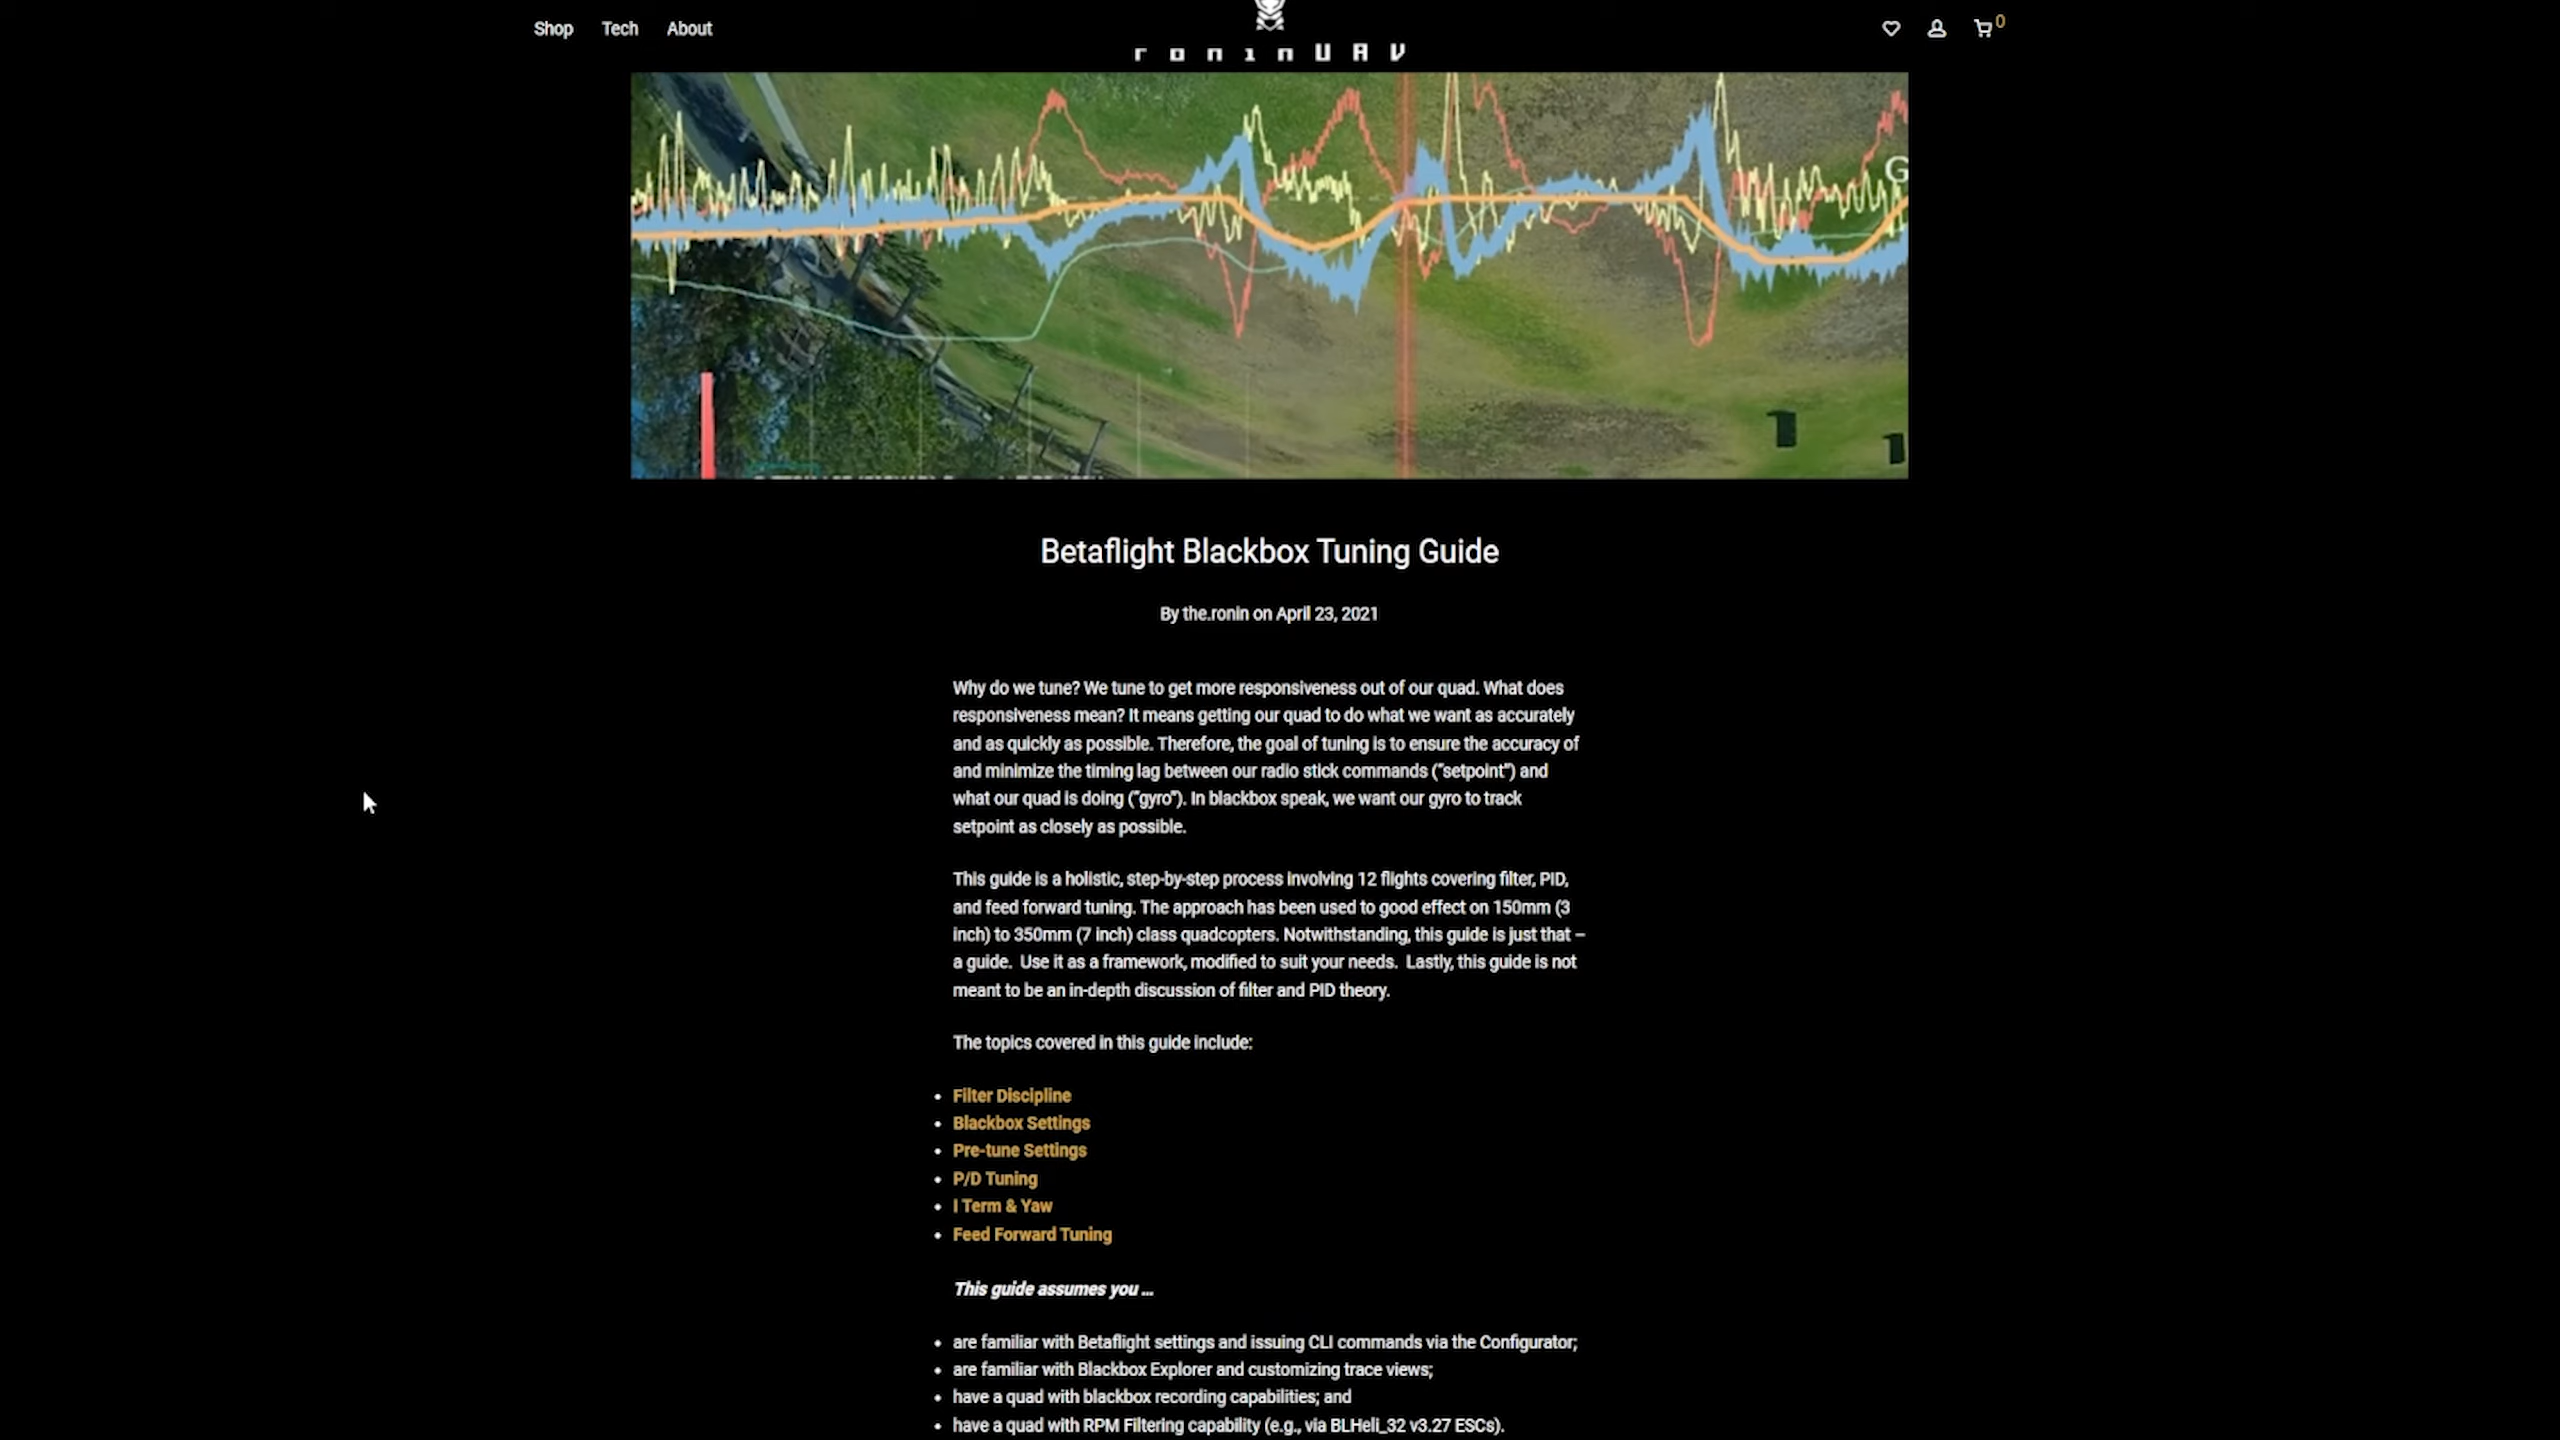 Shop Tech About
roninUAV
0
G
Betaflight Blackbox Tuning Guide
By the.ronin on April 23, 2021
Why do we tune? We tune to get more responsiveness out of our quad. What does
responsiveness mean? It means getting our quad to do what we want as accurately
and as quickly as possible. Therefore, the goal of tuning is to ensure the accuracy of
and minimize the timing lag between our radio stick commands (“setpoint”) and
what our quad is doing (“gyro”). In blackbox speak, we want our gyro to track
setpoint as closely as possible.
This guide is a holistic, step-by-step process involving 12 flights covering filter, PID,
and feed forward tuning. The approach has been used to good effect on 150mm (3
inch) to 350mm (7 inch) class quadcopters. Notwithstanding, this guide is just that –
a guide. Use it as a framework, modified to suit your needs. Lastly, this guide is not
meant to be an in-depth discussion of filter and PID theory.
The topics covered in this guide include:
• Filter Discipline
• Blackbox Settings
• Pre-tune Settings
• P/D Tuning
• I Term & Yaw
• Feed Forward Tuning
This guide assumes you ...
• are familiar with Betaflight settings and issuing CLI commands via the Configurator;
• are familiar with Blackbox Explorer and customizing trace views;
• have a quad with blackbox recording capabilities; and
• have a quad with RPM Filtering capability (e.g., via BLHeli_32 v3.27 ESCs).